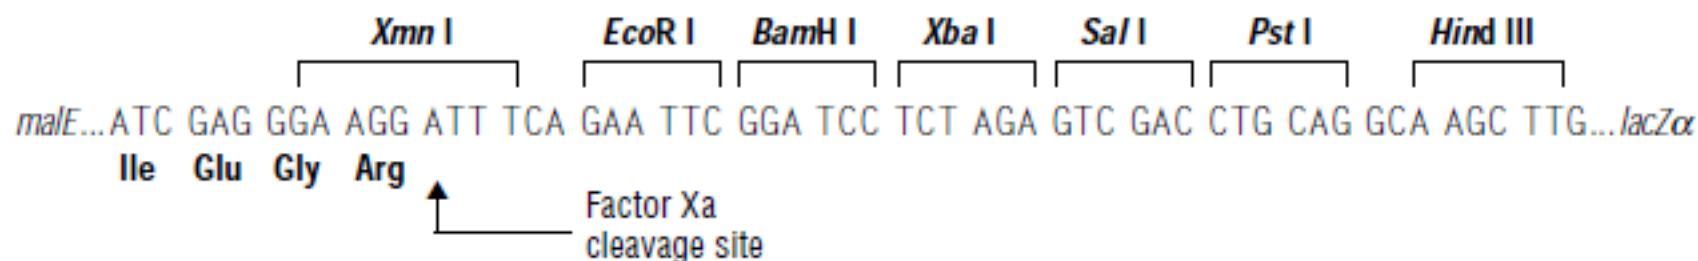 Xmn I EcoR I BamH I Xba I Sal I Pst I Hind III
malE...ATC GAG GGA AGG ATT TCA GAA TTC GGA TCC TCT AGA GTC GAC CTG CAG GCA AGC TTG...lacZα
Ile Glu Gly Arg
Factor Xa
cleavage site